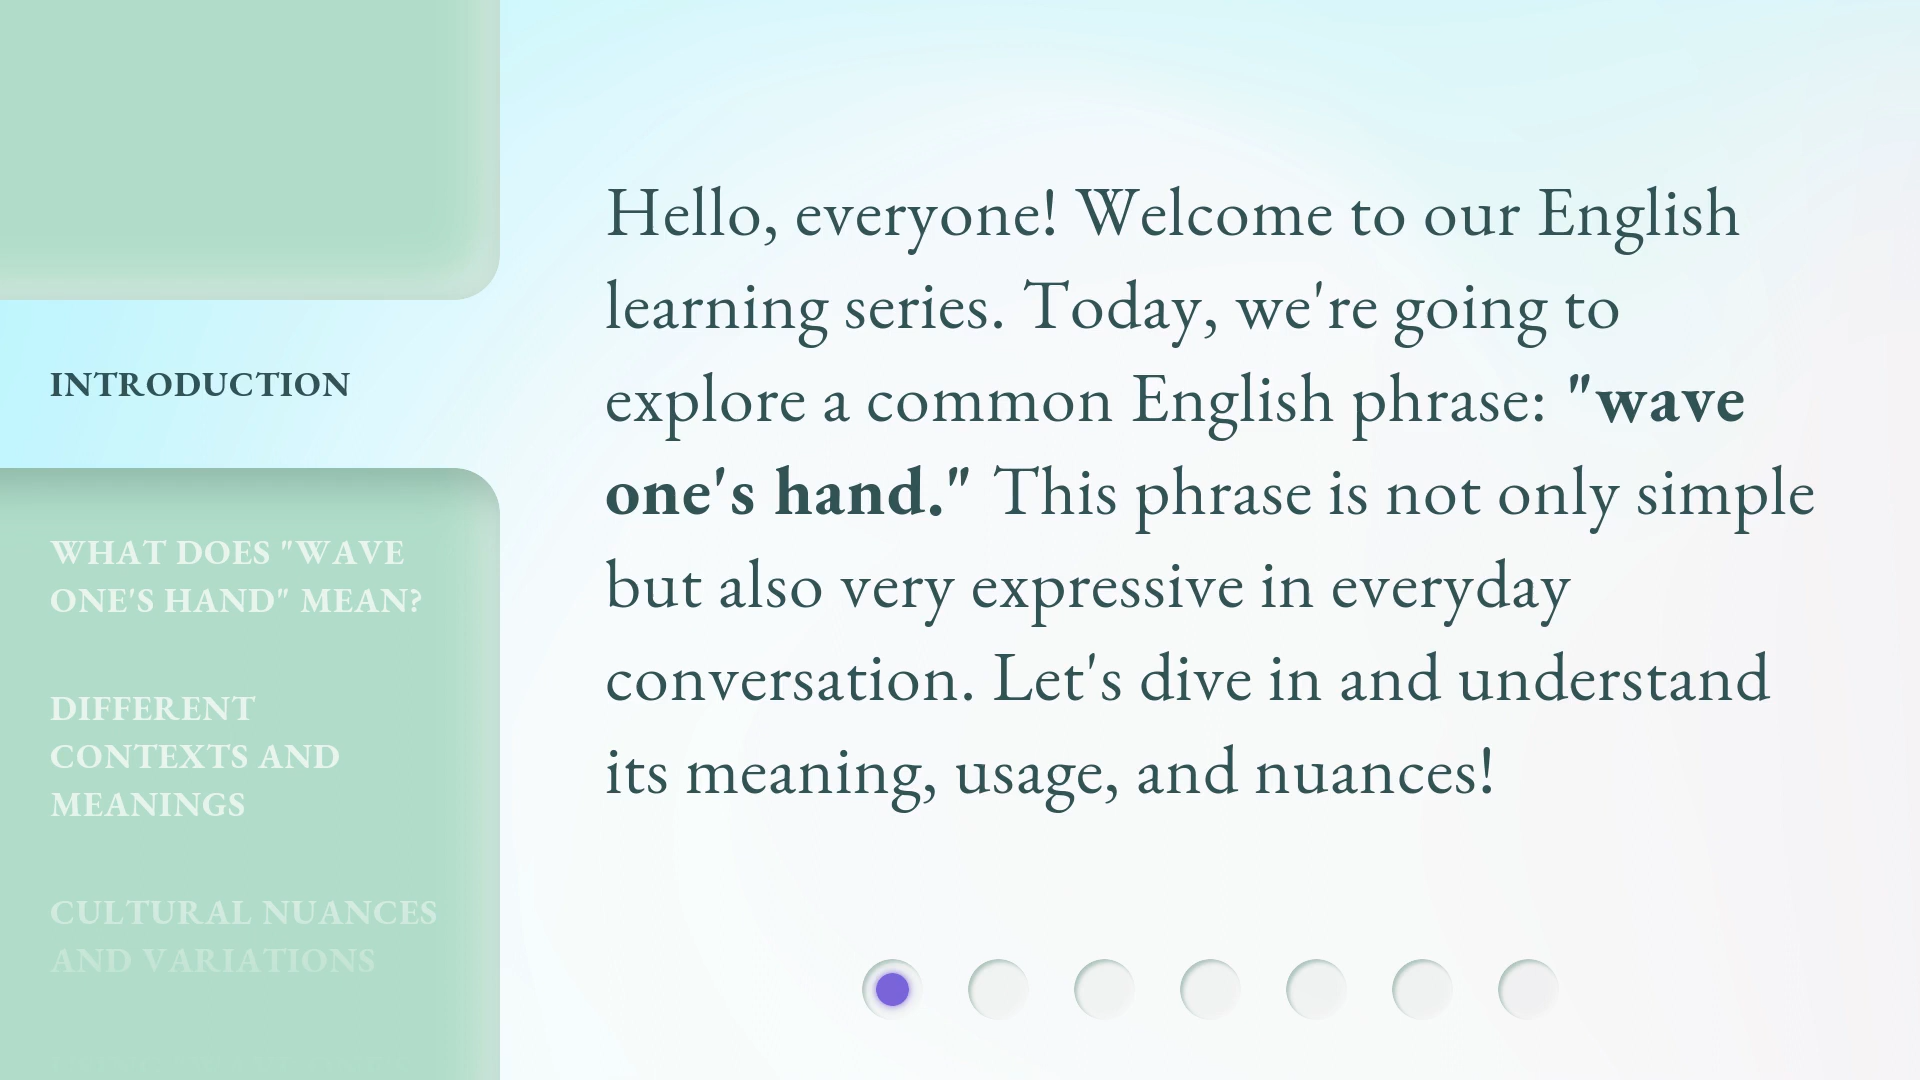 INTRODUCTION
WHAT DOES "WAVE
ONE'S HAND" MEAN?
DIFFERENT
CONTEXTS AND
MEANINGS
CULTURAL NUANCES
AND VARIATIONS
Hello, everyone! Welcome to our English
learning series. Today, we're going to
explore a common English phrase: "wave
one's hand." This phrase is not only simple
but also very expressive in everyday
conversation. Let's dive in and understand
its meaning, usage, and nuances!